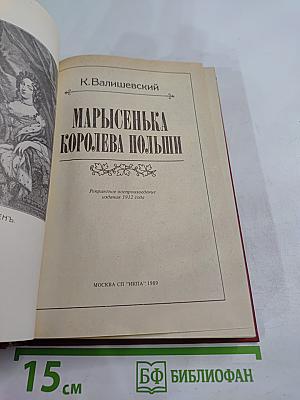 К. Валишевский
МАРЫСЕНЬКА
КОРОЛЕВА ПОЛЬШИ
Репринтное воспроизведение
издания 1912 года
МОСКВА СП "ИКПА" 1989
15 см
БФ БИБЛИОФАН